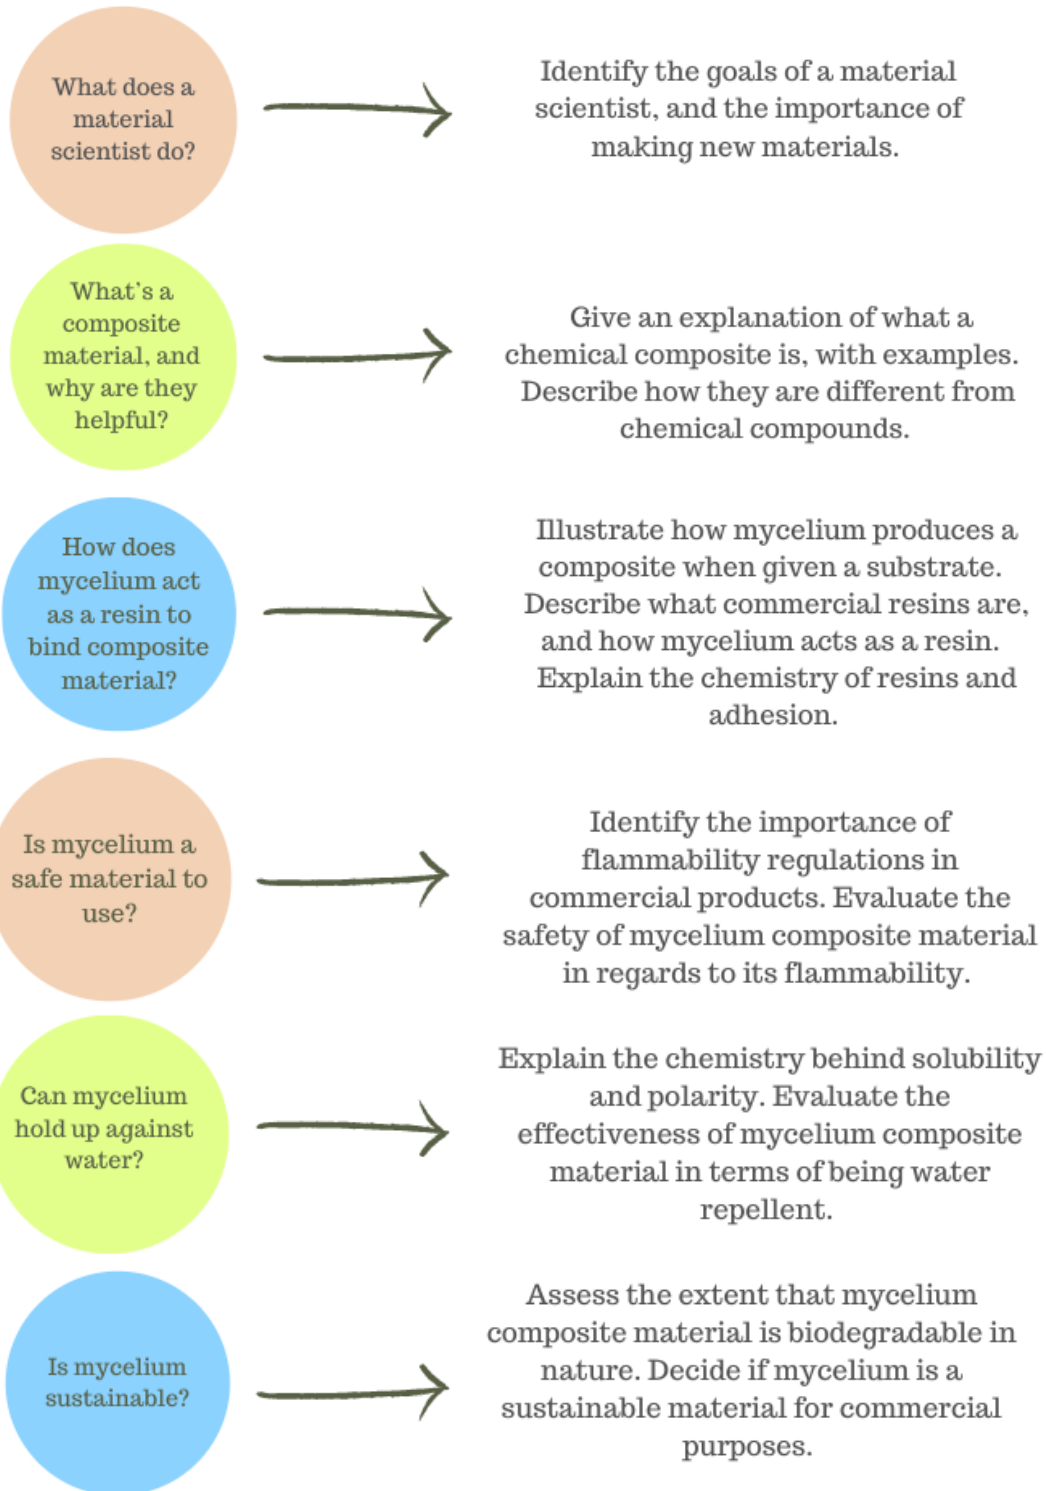 What does a
material
scientist do?
Identify the goals of a material
scientist, and the importance of
making new materials.
What's a
composite
material, and
why are they
helpful?
Give an explanation of what a
chemical composite is, with examples.
Describe how they are different from
chemical compounds.
How does
mycelium act
as a resin to
bind composite
material?
Illustrate how mycelium produces a
composite when given a substrate.
Describe what commercial resins are,
and how mycelium acts as a resin.
Explain the chemistry of resins and
adhesion.
Is mycelium a
safe material to
use?
Identify the importance of
flammability regulations in
commercial products. Evaluate the
safety of mycelium composite material
in regards to its flammability.
Can mycelium
hold up against
water?
Explain the chemistry behind solubility
and polarity. Evaluate the
effectiveness of mycelium composite
material in terms of being water
repellent.
Is mycelium
sustainable?
Assess the extent that mycelium
composite material is biodegradable in
nature. Decide if mycelium is a
sustainable material for commercial
purposes.